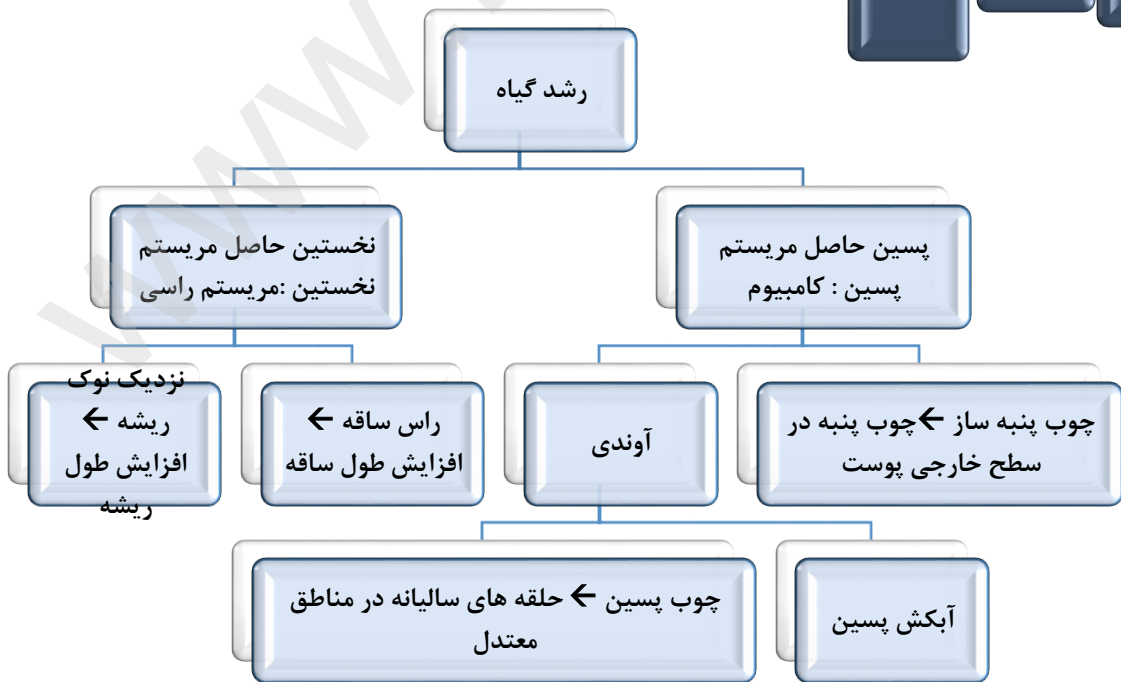 رشد گیاه
پسین حاصل مریستم
پسین : کامبیوم
نخستین حاصل مریستم
نخستین :مریستم راسی
چوب پنبه ساز ← چوب پنبه در
سطح خارجی پوست
آوندی
راس ساقه ←
افزایش طول ساقه
نزدیک نوک
ریشه ←
افزایش طول
ریشه
آبکش پسین
چوب پسین ← حلقه های سالیانه در مناطق
معتدل